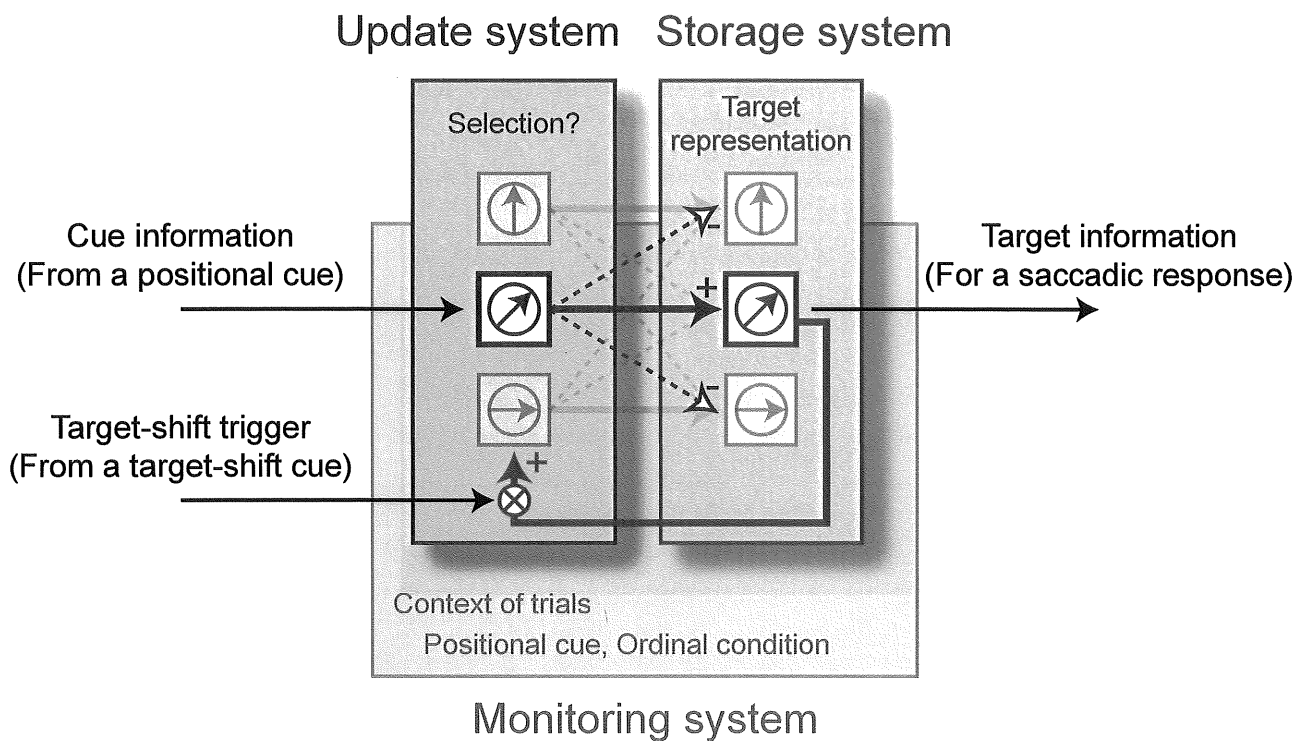 Update system
Storage system
Selection?
Target
representation
Cue information
(From a positional cue)
Target information
(For a saccadic response)
Target-shift trigger
(From a target-shift cue)
-
+
-
+
Context of trials
Positional cue, Ordinal condition
Monitoring system